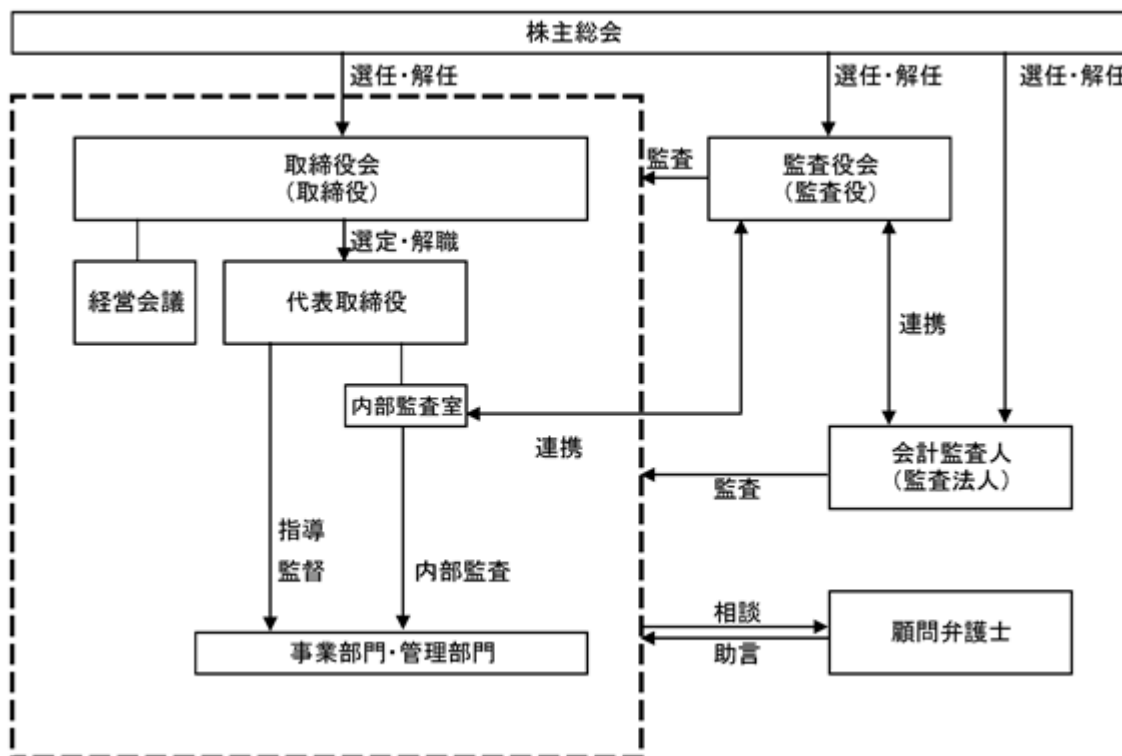 株主総会
選任・解任
選任・解任
選任・解任
取締役会
(取締役)
監査
監査役会
(監査役)
選定・解職
経営会議
代表取締役
連携
内部監査室
連携
会計監査人
(監査法人)
監査
指導
監督
内部監査
相談
助言
顧問弁護士
事業部門・管理部門